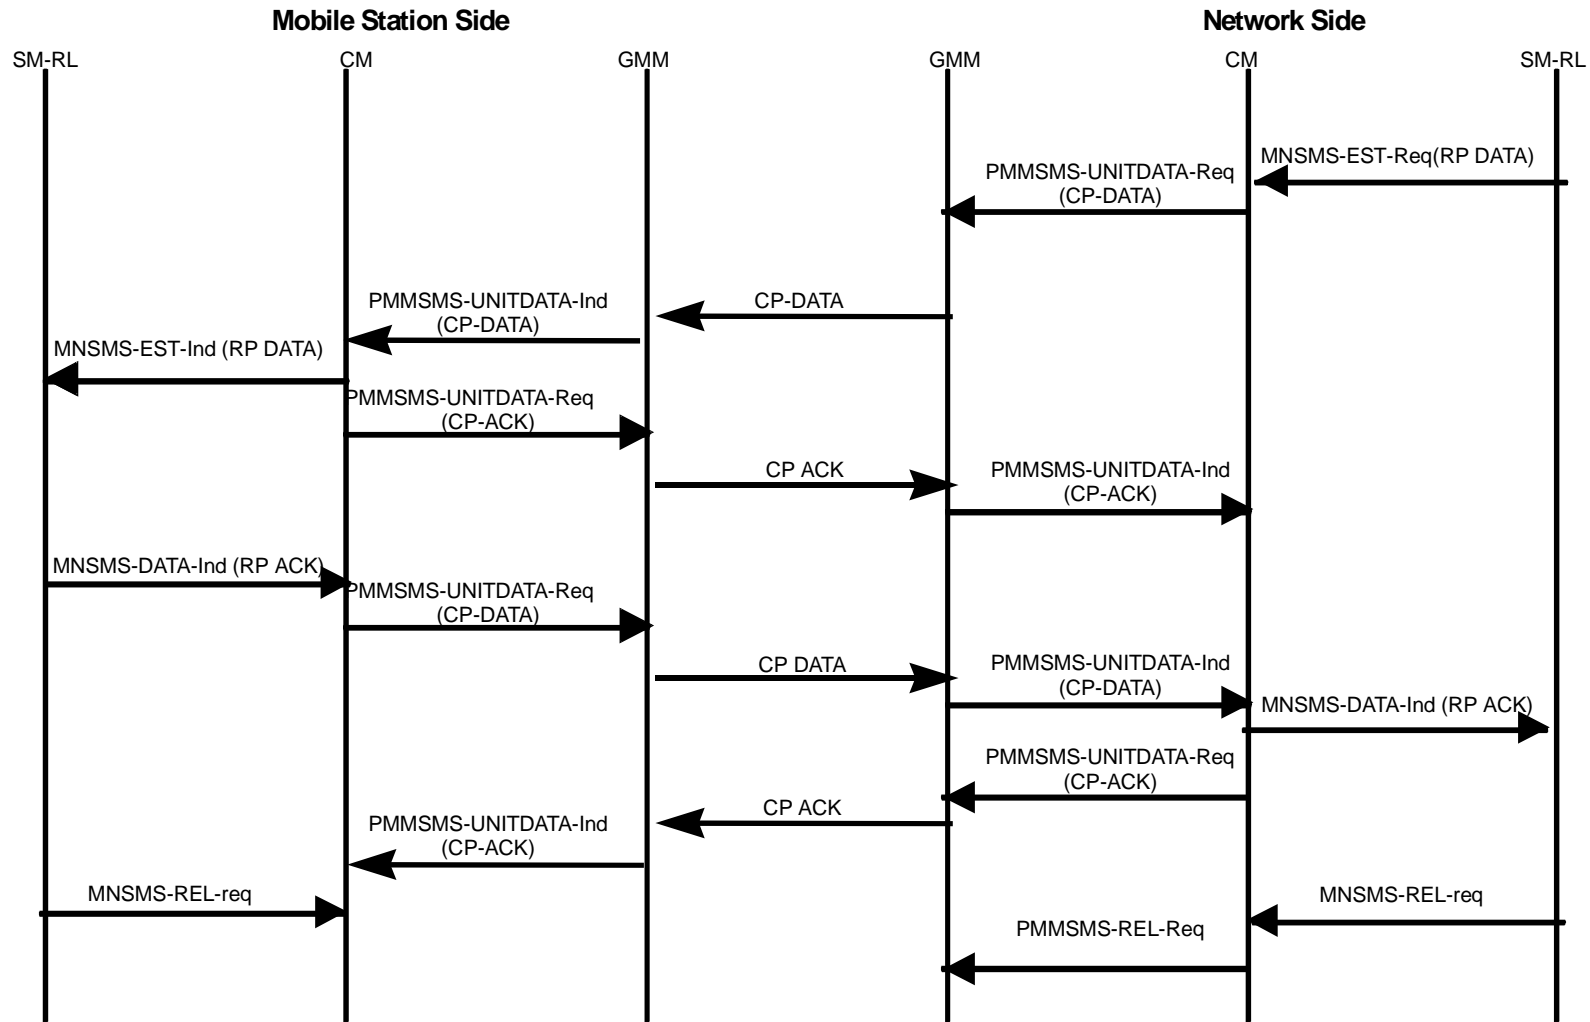 Mobile Station Side
Network Side
SM-RL
CM
GMM
GMM
CM
SM-RL
MNSMS-EST-Req(RP DATA)
PMMSMS-UNITDATA-Req
(CP-DATA)
CP-DATA
PMMSMS-UNITDATA-Ind
(CP-DATA)
MNSMS-EST-Ind (RP DATA)
PMMSMS-UNITDATA-Req
(CP-ACK)
CP ACK
PMMSMS-UNITDATA-Ind
(CP-ACK)
MNSMS-DATA-Ind (RP ACK)
PMMSMS-UNITDATA-Req
(CP-DATA)
CP DATA
PMMSMS-UNITDATA-Ind
(CP-DATA)
MNSMS-DATA-Ind (RP ACK)
PMMSMS-UNITDATA-Req
(CP-ACK)
CP ACK
PMMSMS-UNITDATA-Ind
(CP-ACK)
MNSMS-REL-req
MNSMS-REL-req
PMMSMS-REL-Req